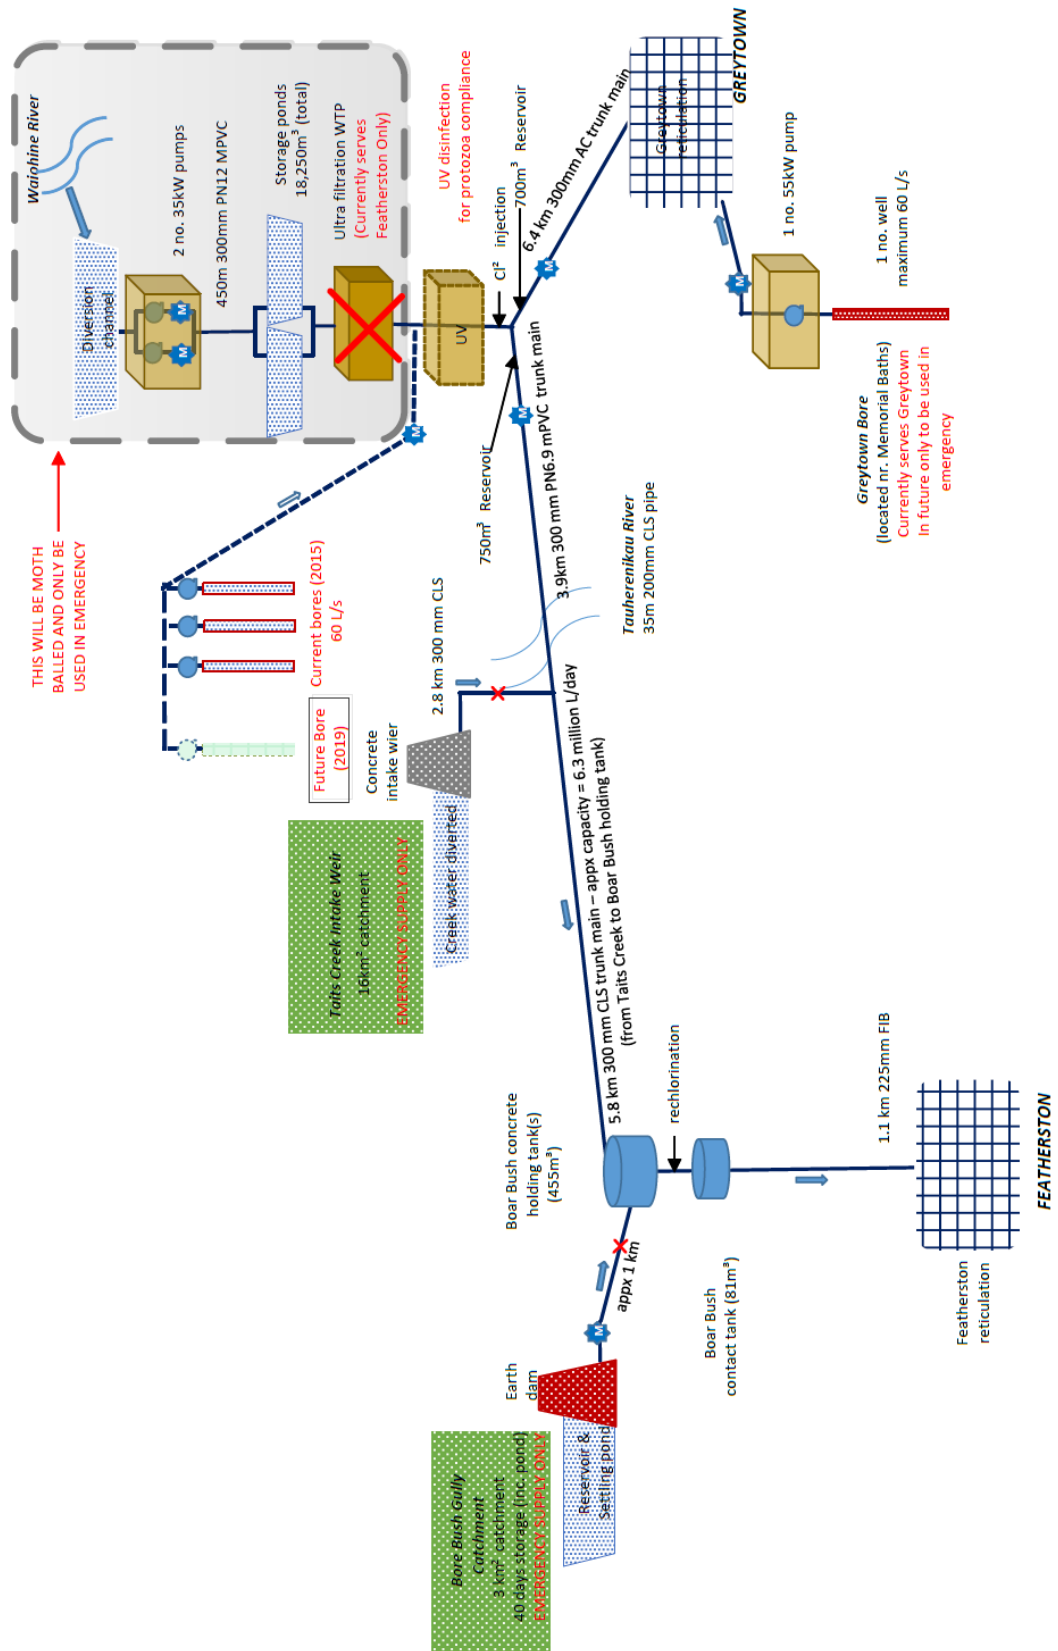 Bore Bush Gully
Catchment
3 km² catchment
40 days storage (inc. pond)
EMERGENCY SUPPLY ONLY
Earth
dam
Reservoir &
Settling pond
M
appx 1 km
Boar Bush concrete
holding tank(s)
(455m³)
rechlorination
Boar Bush
contact tank (81m³)
1.1 km 225mm FIB
Featherston
reticulation
FEATHERSTON
Taits Creek Intake Weir
16km² catchment
EMERGENCY SUPPLY ONLY
Creek water diverted
Concrete
intake wier
2.8 km 300 mm CLS
5.8 km 300 mm CLS trunk main – appx capacity = 6.3 million L/day
(from Taits Creek to Boar Bush holding tank)
Future Bore
(2019)
Current bores (2015)
60 L/s
Tauherenikau River
35m 200mm CLS pipe
3.9km 300 mm PN6.9 mPVC trunk main
M
M
THIS WILL BE MOTH
BALLED AND ONLY BE
USED IN EMERGENCY
Waiohine River
Diversion
channel
M
M
2 no. 35kW pumps
450m 300mm PN12 MPVC
Storage ponds
18,250m³ (total)
Ultra filtration WTP
(Currently serves
Featherston Only)
UV
UV disinfection
for protozoa compliance
Cl² injection
700m³ Reservoir
750m³ Reservoir
6.4 km 300mm AC trunk main
M
Greytown
reticulation
GREYTOWN
M
1 no. 55kW pump
1 no. well
maximum 60 L/s
Greytown Bore
(located nr. Memorial Baths)
Currently serves Greytown
In future only to be used in
emergency